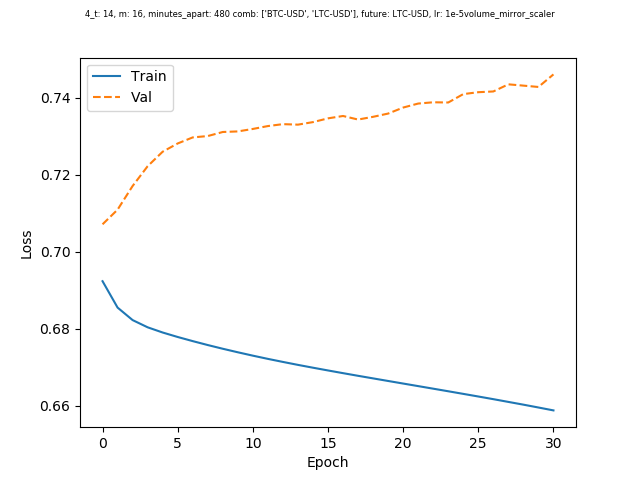 4_t: 14, m: 16, minutes_apart: 480 comb: ['BTC-USD', 'LTC-USD'], future: LTC-USD, lr: 1e-5volume_mirror_scaler
Train
Val
0.74
0.72
0.70
0.68
0.66
Loss
0 5 10 15 20 25 30
Epoch